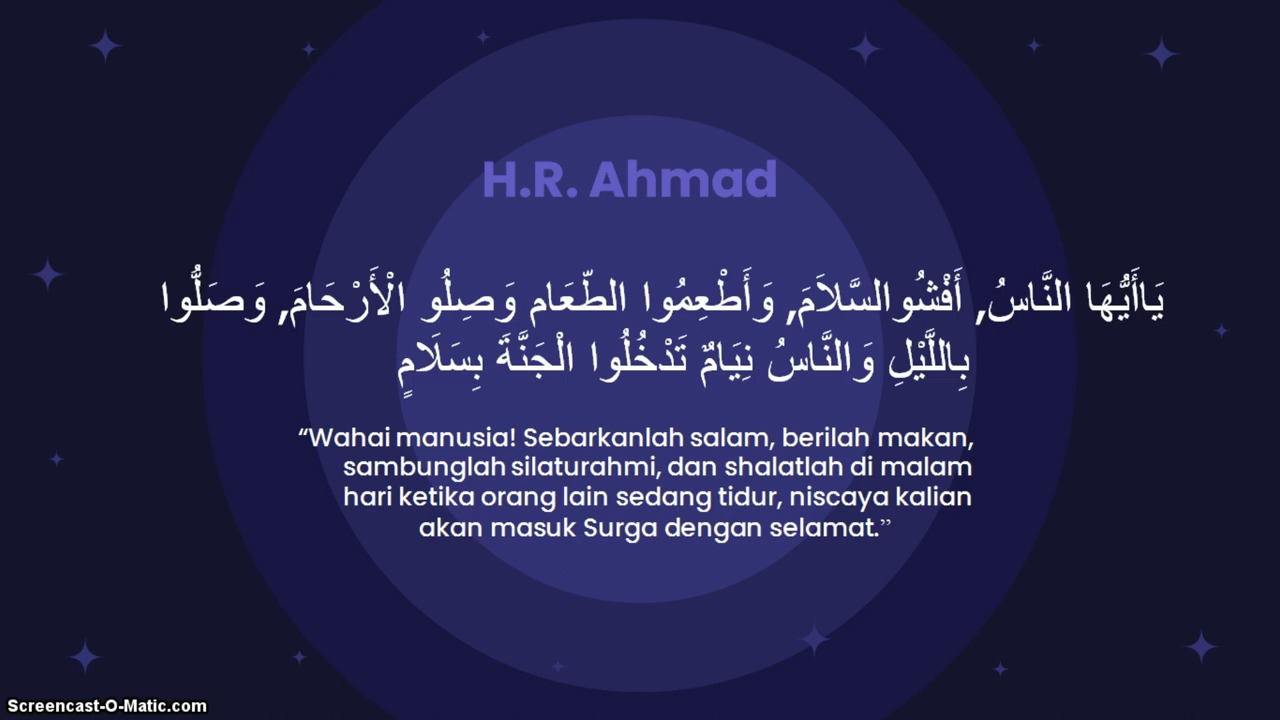 H.R. Ahmad
يَاأَيُّهَا النَّاسُ, أَفْشُوالسَّلاَمَ, وَأَطْعِمُوا الطّعَام وَصِلُو الْأَرْحَامَ, وَصَلُّوا
بِاللَّيْلِ وَالنَّاسُ نِيَامٌ تَدْخُلُوا الْجَنَّةَ بِسَلَامٍ
“Wahai manusia! Sebarkanlah salam, berilah makan,
sambunglah silaturahmi, dan shalatlah di malam
hari ketika orang lain sedang tidur, niscaya kalian
akan masuk Surga dengan selamat.”
Screencast-O-Matic.com